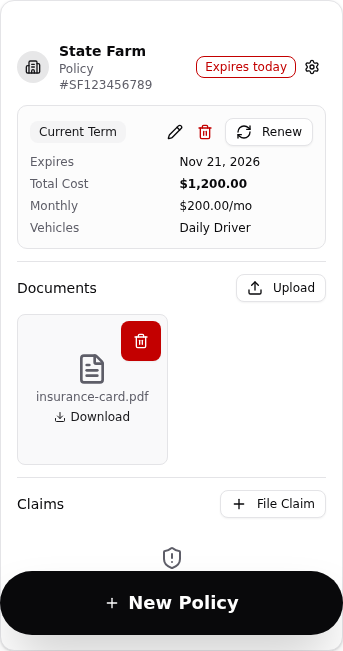 State Farm
Policy
#SF123456789
Expires today
Current Term
Renew
Expires Nov 21, 2026
Total Cost $1,200.00
Monthly $200.00/mo
Vehicles Daily Driver
Documents
Upload
insurance-card.pdf
Download
Claims
File Claim
New Policy